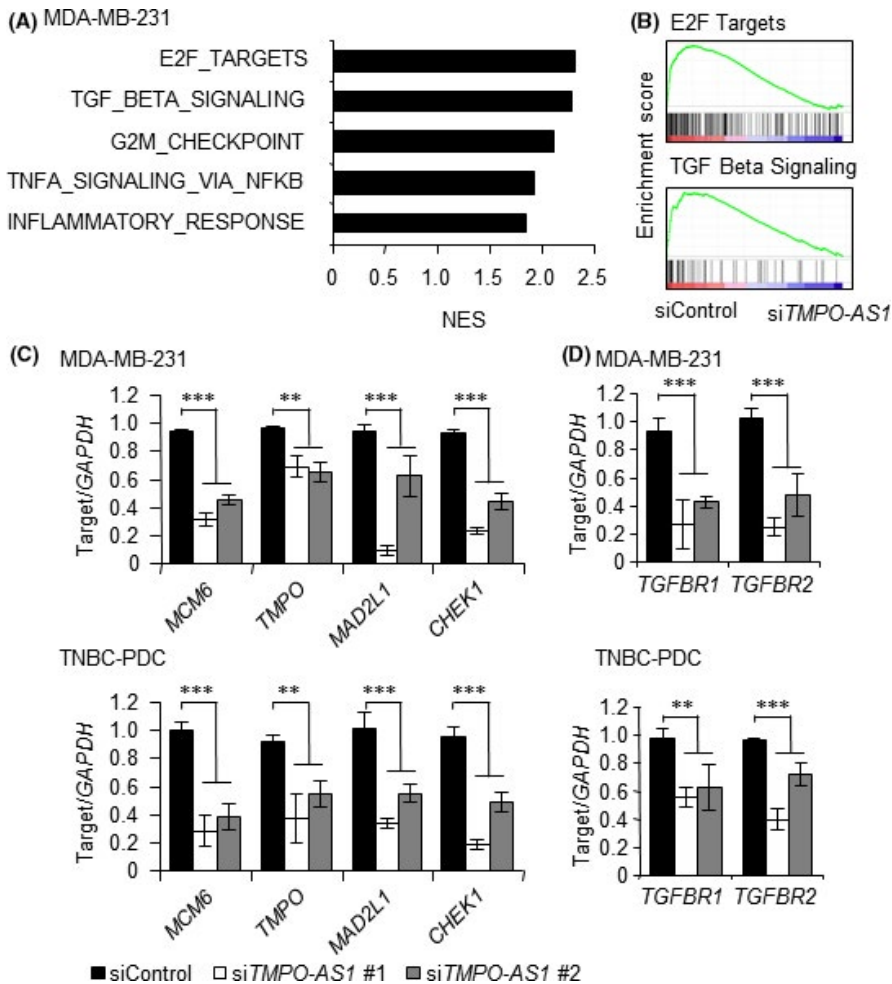 (A) MDA-MB-231
E2F_TARGETS
TGF_BETA_SIGNALING
G2M_CHECKPOINT
TNFA_SIGNALING_VIA_NFKB
INFLAMMATORY_RESPONSE
0 0.5 1.0 1.5 2.0 2.5
NES
(B) E2F Targets
Enrichment score
TGF Beta Signaling
siControl siTMPO-AS1
(C) MDA-MB-231
Target/GAPDH
1.2
1.0
0.8
0.6
0.4
0.2
0
*** ** *** ***
MCM6 TMPO MAD2L1 CHEK1
TNBC-PDC
Target/GAPDH
1.2
1.0
0.8
0.6
0.4
0.2
0
*** ** *** ***
MCM6 TMPO MAD2L1 CHEK1
(D) MDA-MB-231
Target/GAPDH
1.2
1.0
0.8
0.6
0.4
0.2
0
*** ***
TGFBR1 TGFBR2
TNBC-PDC
Target/GAPDH
1.2
1.0
0.8
0.6
0.4
0.2
0
** ***
TGFBR1 TGFBR2
siControl siTMPO-AS1 #1 siTMPO-AS1 #2